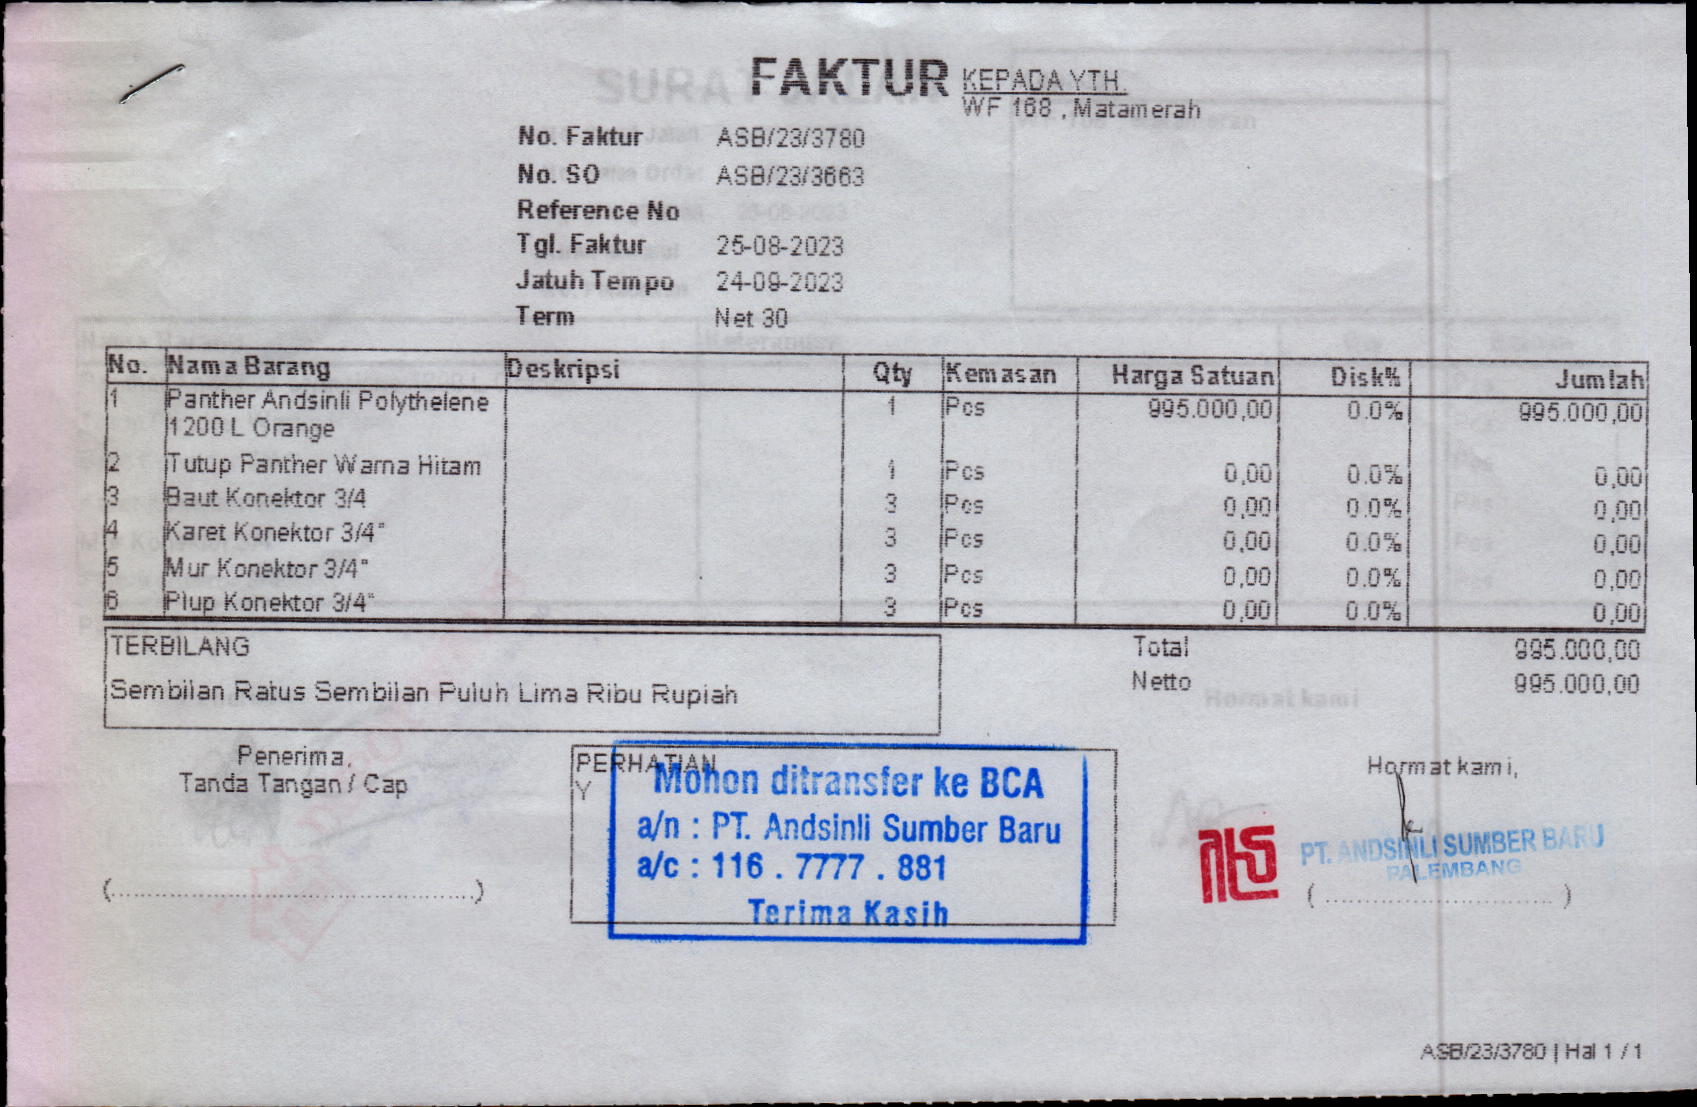 FAKTUR
KEPADA YTH.
WF 168 , Matamerah
No. Faktur ASB/23/3780
No. SO ASB/23/3663
Reference No
Tgl. Faktur 25-08-2023
Jatuh Tempo 24-09-2023
Term Net 30
No. Nama Barang Deskripsi Qty Kemasan Harga Satuan Disk% Jumlah
1 Panther Andsinli Polythelene 1 Pcs 995.000,00 0.0% 995.000,00
1200 L Orange
2 Tutup Panther Warna Hitam 1 Pcs 0,00 0.0% 0,00
3 Baut Konektor 3/4 3 Pcs 0,00 0.0% 0,00
4 Karet Konektor 3/4" 3 Pcs 0,00 0.0% 0,00
5 Mur Konektor 3/4" 3 Pcs 0,00 0.0% 0,00
6 Plup Konektor 3/4" 3 Pcs 0,00 0.0% 0,00
TERBILANG
Sembilan Ratus Sembilan Puluh Lima Ribu Rupiah
Total 995.000,00
Netto 995.000,00
Penerima,
Tanda Tangan / Cap
(................................................)
PERHATIAN
Y
Mohon ditransfer ke BCA
a/n : PT. Andsinli Sumber Baru
a/c : 116 . 7777 . 881
Terima Kasih
Hormat kami,
PT. ANDSINLI SUMBER BARU
PALEMBANG
(..............................)
ASB/23/3780 | Hal 1 / 1